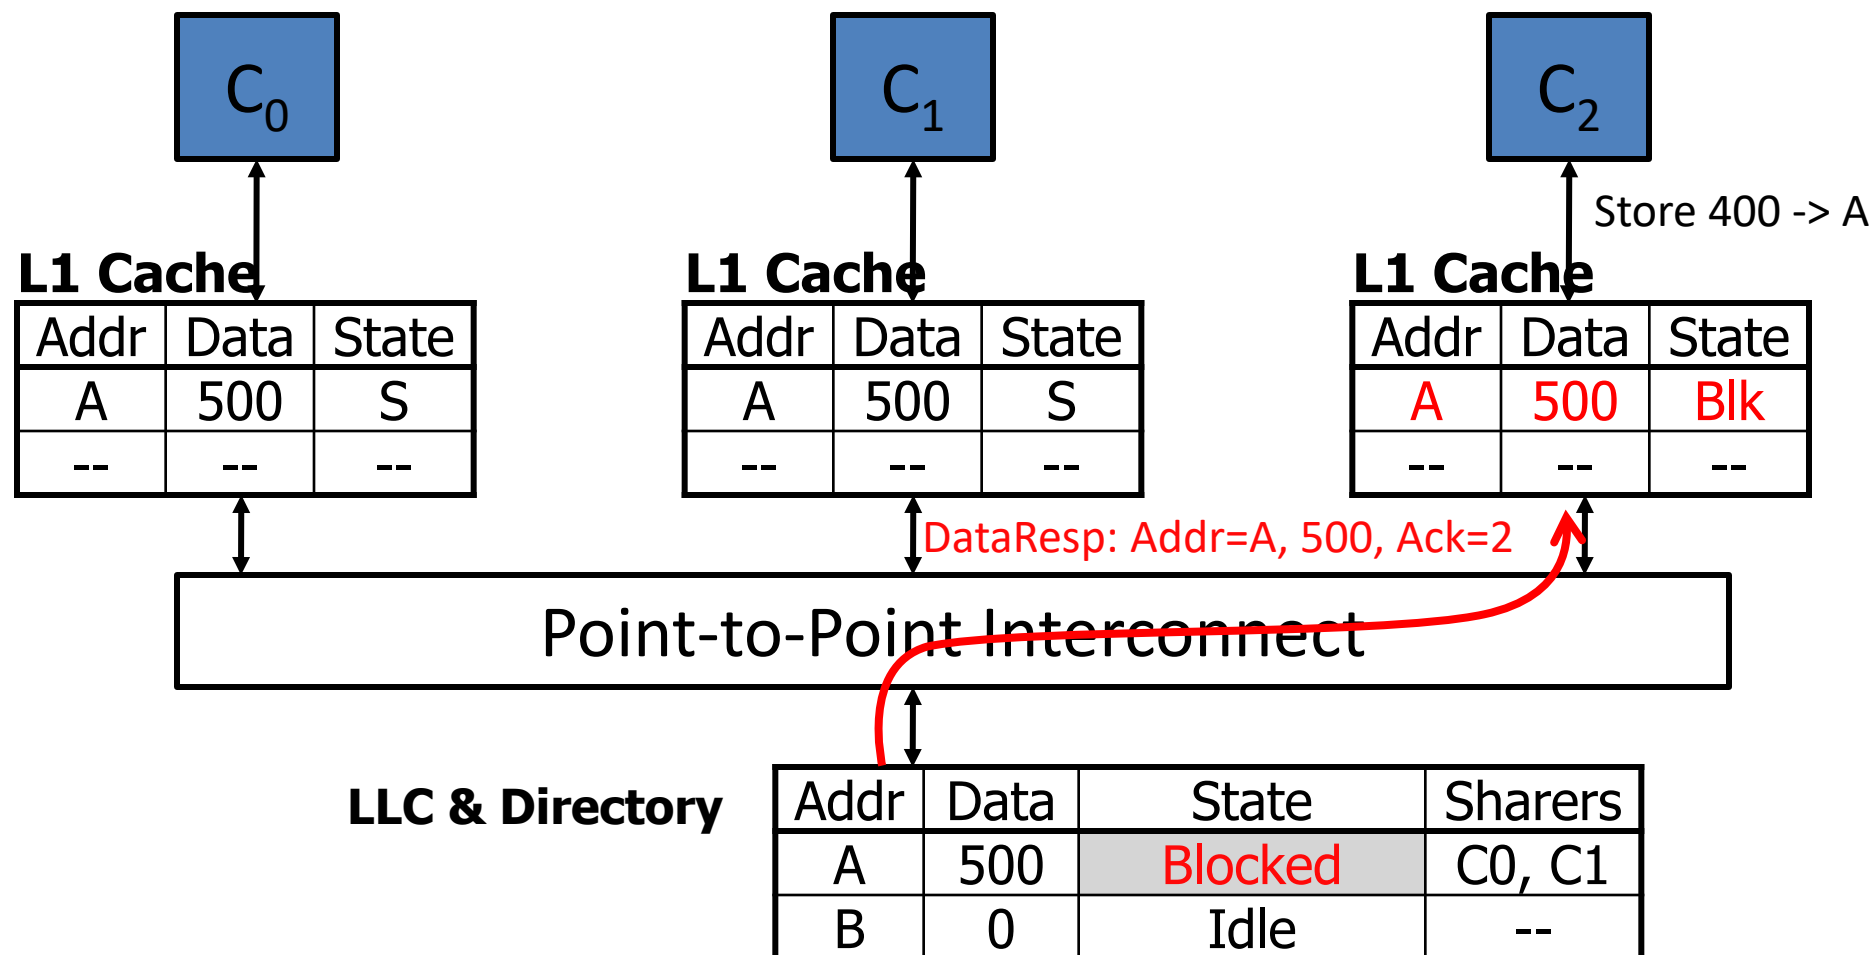 C0 C1 C2
Store 400 -> A
L1 Cache L1 Cache L1 Cache
Addr Data State Addr Data State Addr Data State
A 500 S A 500 S A 500 Blk
-- -- -- -- -- -- -- -- --
DataResp: Addr=A, 500, Ack=2
Point-to-Point Interconnect
LLC & Directory
Addr Data State Sharers
A 500 Blocked C0, C1
B 0 Idle --